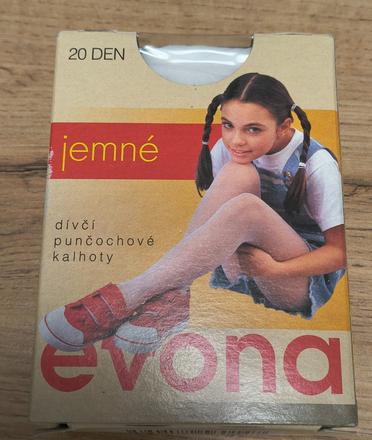 20 DEN
jemné
dívčí
punčochové
kalhoty
evona